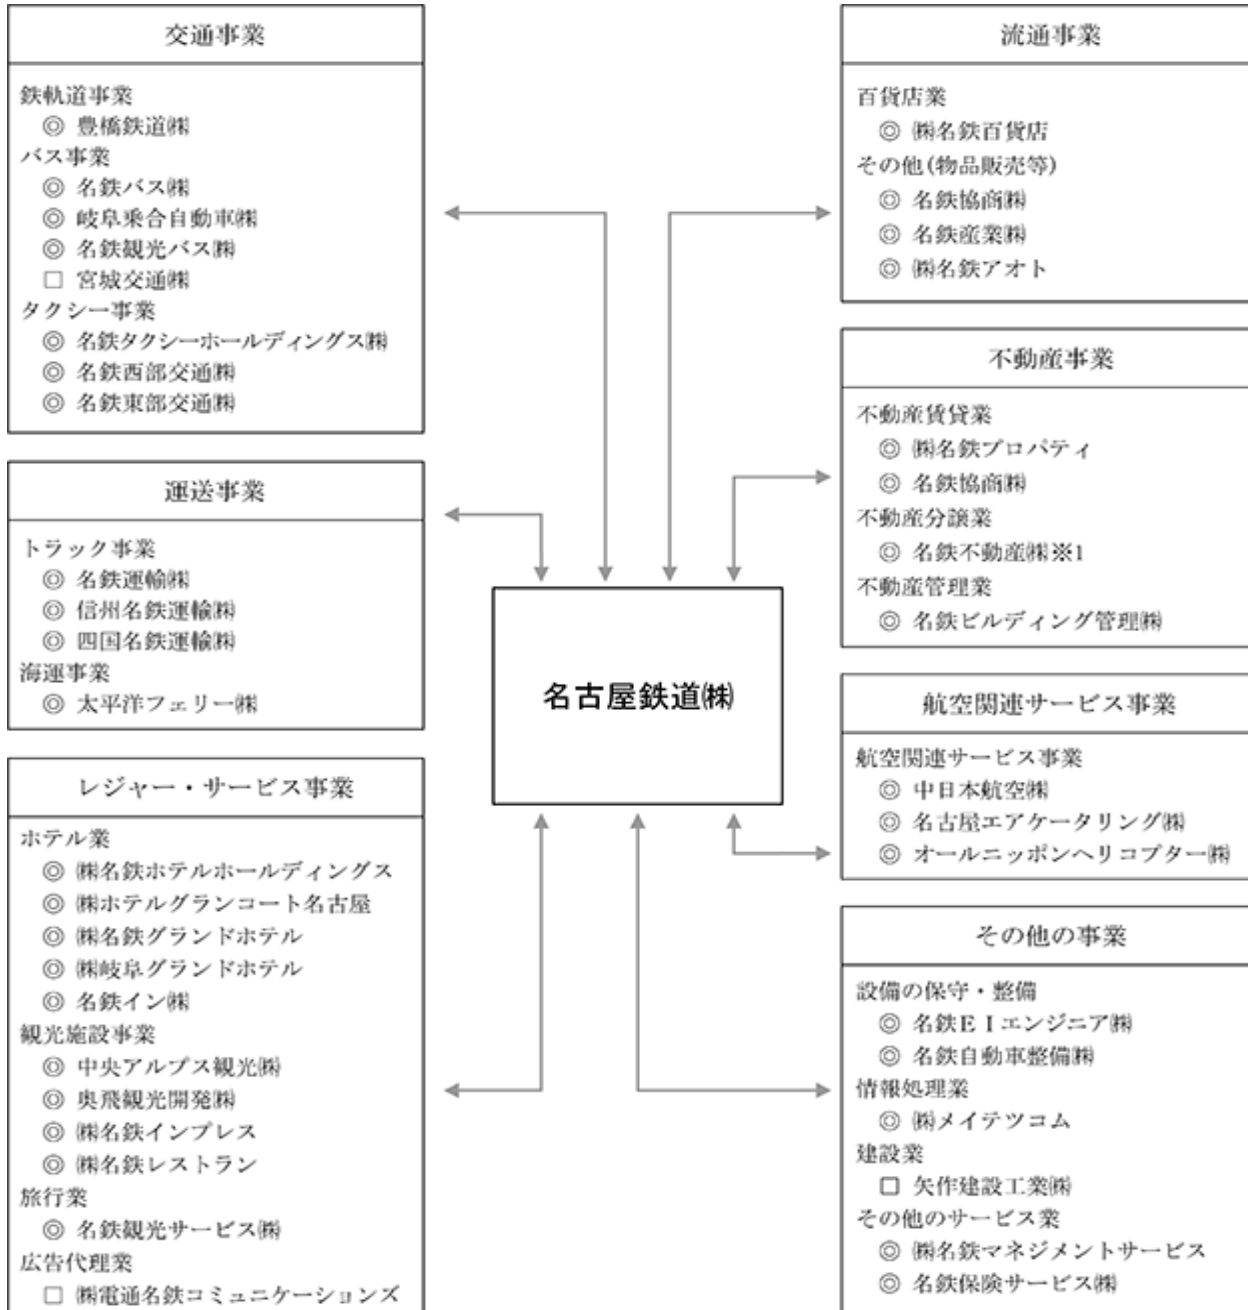 交通事業
鉄軌道事業
◎ 豊橋鉄道㈱
バス事業
◎ 名鉄バス㈱
◎ 岐阜乗合自動車㈱
◎ 名鉄観光バス㈱
□ 宮城交通㈱
タクシー事業
◎ 名鉄タクシーホールディングス㈱
◎ 名鉄西部交通㈱
◎ 名鉄東部交通㈱
運送事業
トラック事業
◎ 名鉄運輸㈱
◎ 信州名鉄運輸㈱
◎ 四国名鉄運輸㈱
海運事業
◎ 太平洋フェリー㈱
レジャー・サービス事業
ホテル業
◎ ㈱名鉄ホテルホールディングス
◎ ㈱ホテルグランコート名古屋
◎ ㈱名鉄グランドホテル
◎ ㈱岐阜グランドホテル
◎ 名鉄イン㈱
観光施設事業
◎ 中央アルプス観光㈱
◎ 奥飛観光開発㈱
◎ ㈱名鉄インプレス
◎ ㈱名鉄レストラン
旅行業
◎ 名鉄観光サービス㈱
広告代理業
□ ㈱電通名鉄コミュニケーションズ
名古屋鉄道㈱
流通事業
百貨店業
◎ ㈱名鉄百貨店
その他(物品販売等)
◎ 名鉄協商㈱
◎ 名鉄産業㈱
◎ ㈱名鉄アオト
不動産事業
不動産賃貸業
◎ ㈱名鉄プロパティ
◎ 名鉄協商㈱
不動産分譲業
◎ 名鉄不動産㈱※1
不動産管理業
◎ 名鉄ビルディング管理㈱
航空関連サービス事業
航空関連サービス事業
◎ 中日本航空㈱
◎ 名古屋エアケータリング㈱
◎ オールニッポンヘリコプター㈱
その他の事業
設備の保守・整備
◎ 名鉄ＥＩエンジニア㈱
◎ 名鉄自動車整備㈱
情報処理業
◎ ㈱メイテツコム
建設業
□ 矢作建設工業㈱
その他のサービス業
◎ ㈱名鉄マネジメントサービス
◎ 名鉄保険サービス㈱